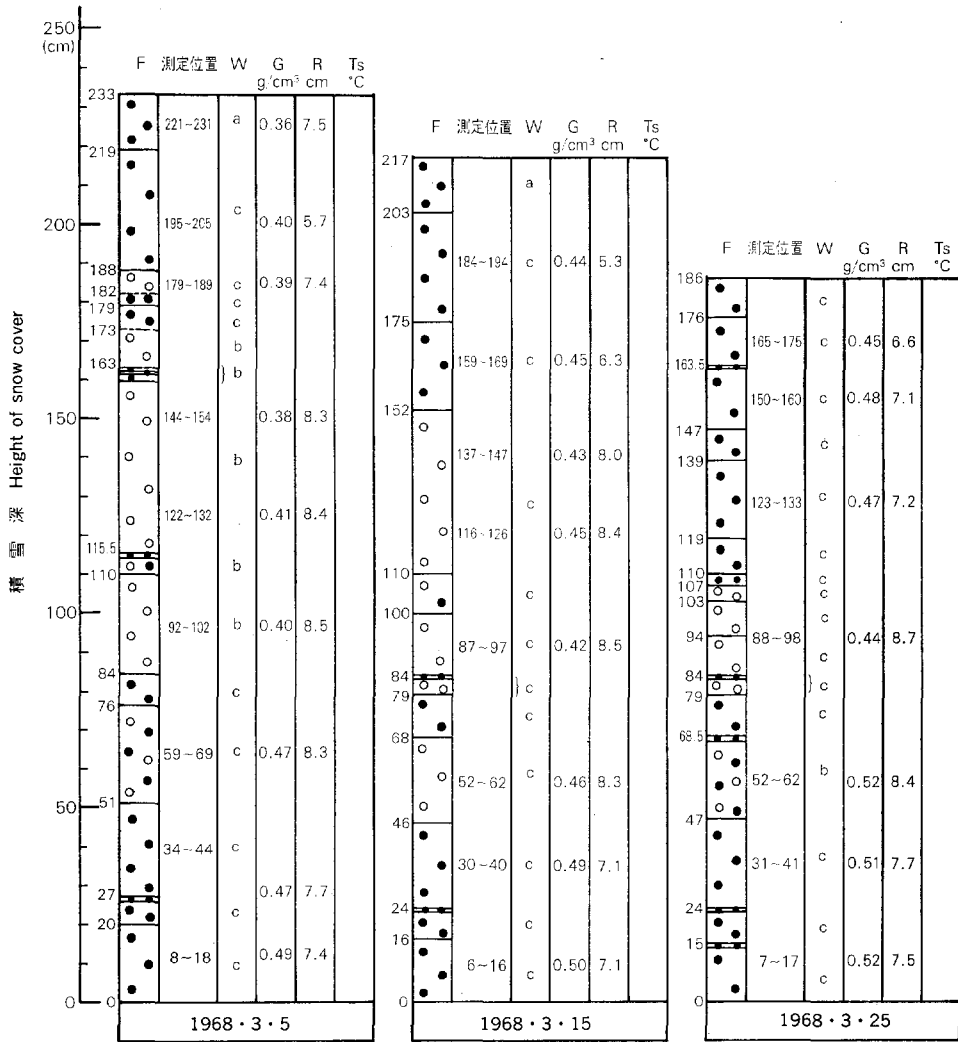 積雪深 Height of snow cover
250
(cm)
200
150
100
50
0
F 測定位置 W G R Ts
g/cm³ cm °C
233
221~231 a 0.36 7.5
219
195~205 c 0.40 5.7
188
179~189 c 0.39 7.4
182
c
179
c
173
b
163
} b
144~154 0.38 8.3
b
122~132 0.41 8.4
115.5
b
110
92~102 b 0.40 8.5
84
c
76
59~69 c 0.47 8.3
51
34~44 c
0.47 7.7
27
c
20
8~18 c 0.49 7.4
0
1968・3・5
F 測定位置 W G R Ts
g/cm³ cm °C
217
a
203
184~194 c 0.44 5.3
175
159~169 c 0.45 6.3
152
137~147 0.43 8.0
c
116~126 0.45 8.4
110
c
100
87~97 c 0.42 8.5
84
} c
79
c
68
52~62 c 0.46 8.3
46
30~40 c 0.49 7.1
24
c
16
6~16 c 0.50 7.1
0
1968・3・15
F 測定位置 W G R Ts
g/cm³ cm °C
186
c
176
165~175 c 0.45 6.6
163.5
150~160 c 0.48 7.1
147
c
139
123~133 c 0.47 7.2
119
c
110
c
107
c
103
c
94
88~98 0.44 8.7
c
84
} c
79
c
68.5
52~62 b 0.52 8.4
47
31~41 c 0.51 7.7
24
c
15
7~17 0.52 7.5
c
0
1968・3・25